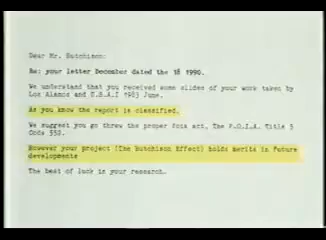 Dear Mr. Hutchison:
Re: your letter December dated the 18 1990.
We understand that you received some slides of your work taken by
Los Alamos and U.S.A.I 1983 June.
As you know the report is classified.
We suggest you go threw the proper foia act, The F.O.I.A. Title 5
Code 552.
However your project (The Hutchison Effect) holds merits in Future
developments
The best of luck in your research.